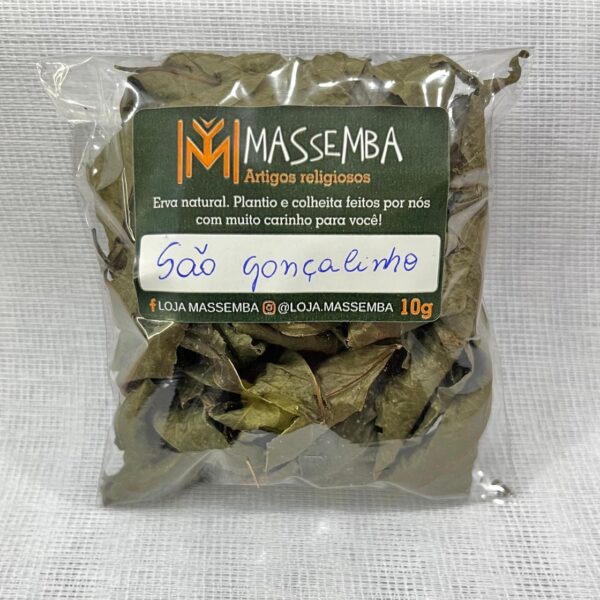 MASSEMBA
Artigos religiosos
Erva natural. Plantio e colheita feitos por nós
com muito carinho para você!
São gonçalinho
f LOJA MASSEMBA @LOJA.MASSEMBA 10g